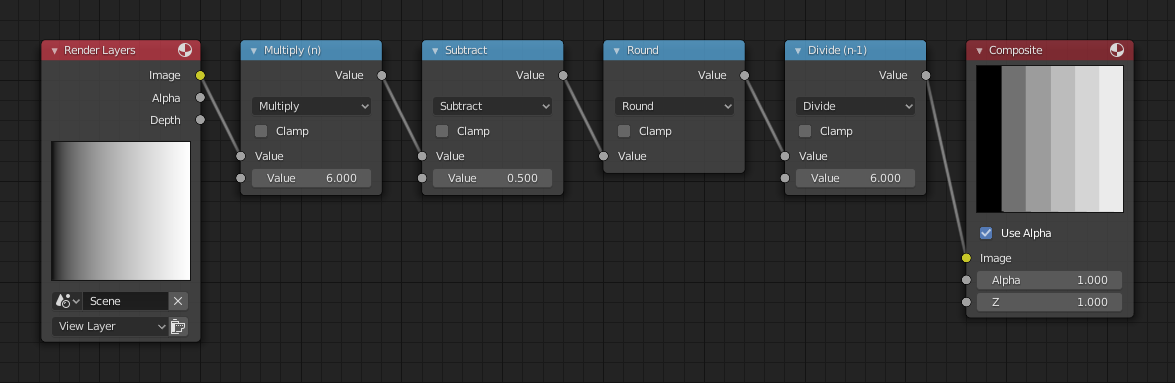 Render Layers
Image
Alpha
Depth
Scene
View Layer
Multiply (n)
Value
Multiply
Clamp
Value
Value 6.000
Subtract
Value
Subtract
Clamp
Value
Value 0.500
Round
Value
Round
Clamp
Value
Divide (n-1)
Value
Divide
Clamp
Value
Value 6.000
Composite
Use Alpha
Image
Alpha 1.000
Z 1.000